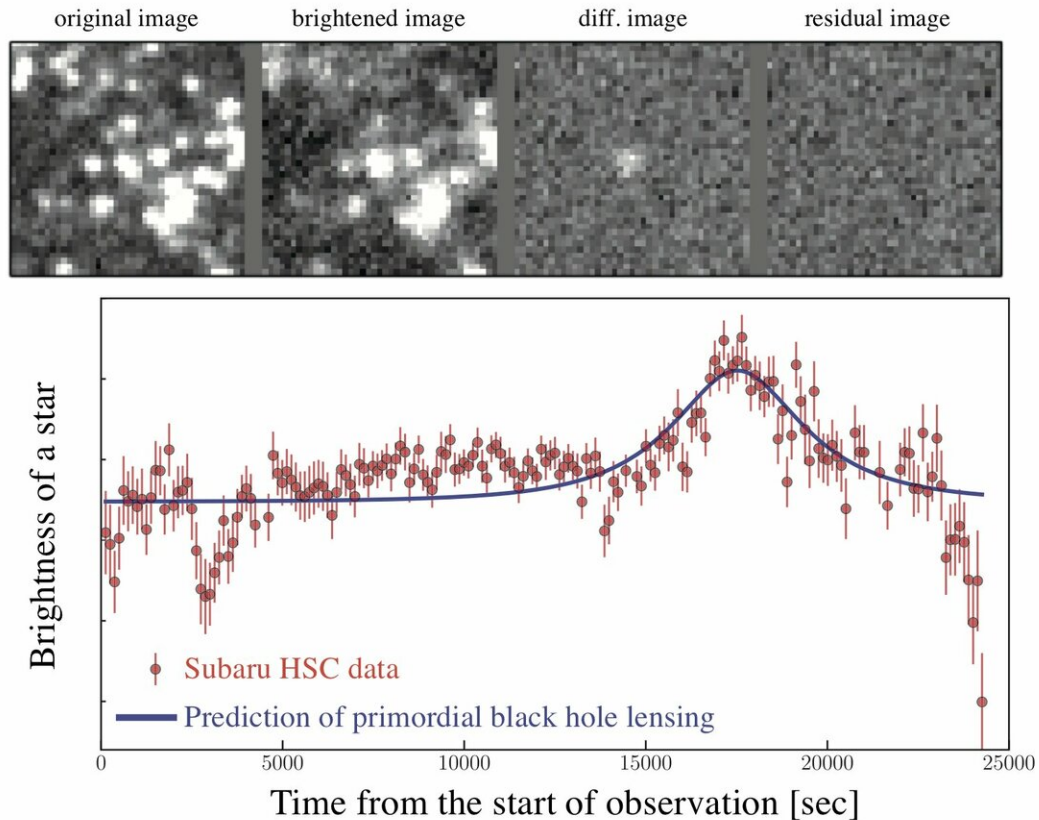 original image
brightened image
diff. image
residual image
Brightness of a star
Subaru HSC data
Prediction of primordial black hole lensing
0
5000
10000
15000
20000
25000
Time from the start of observation [sec]